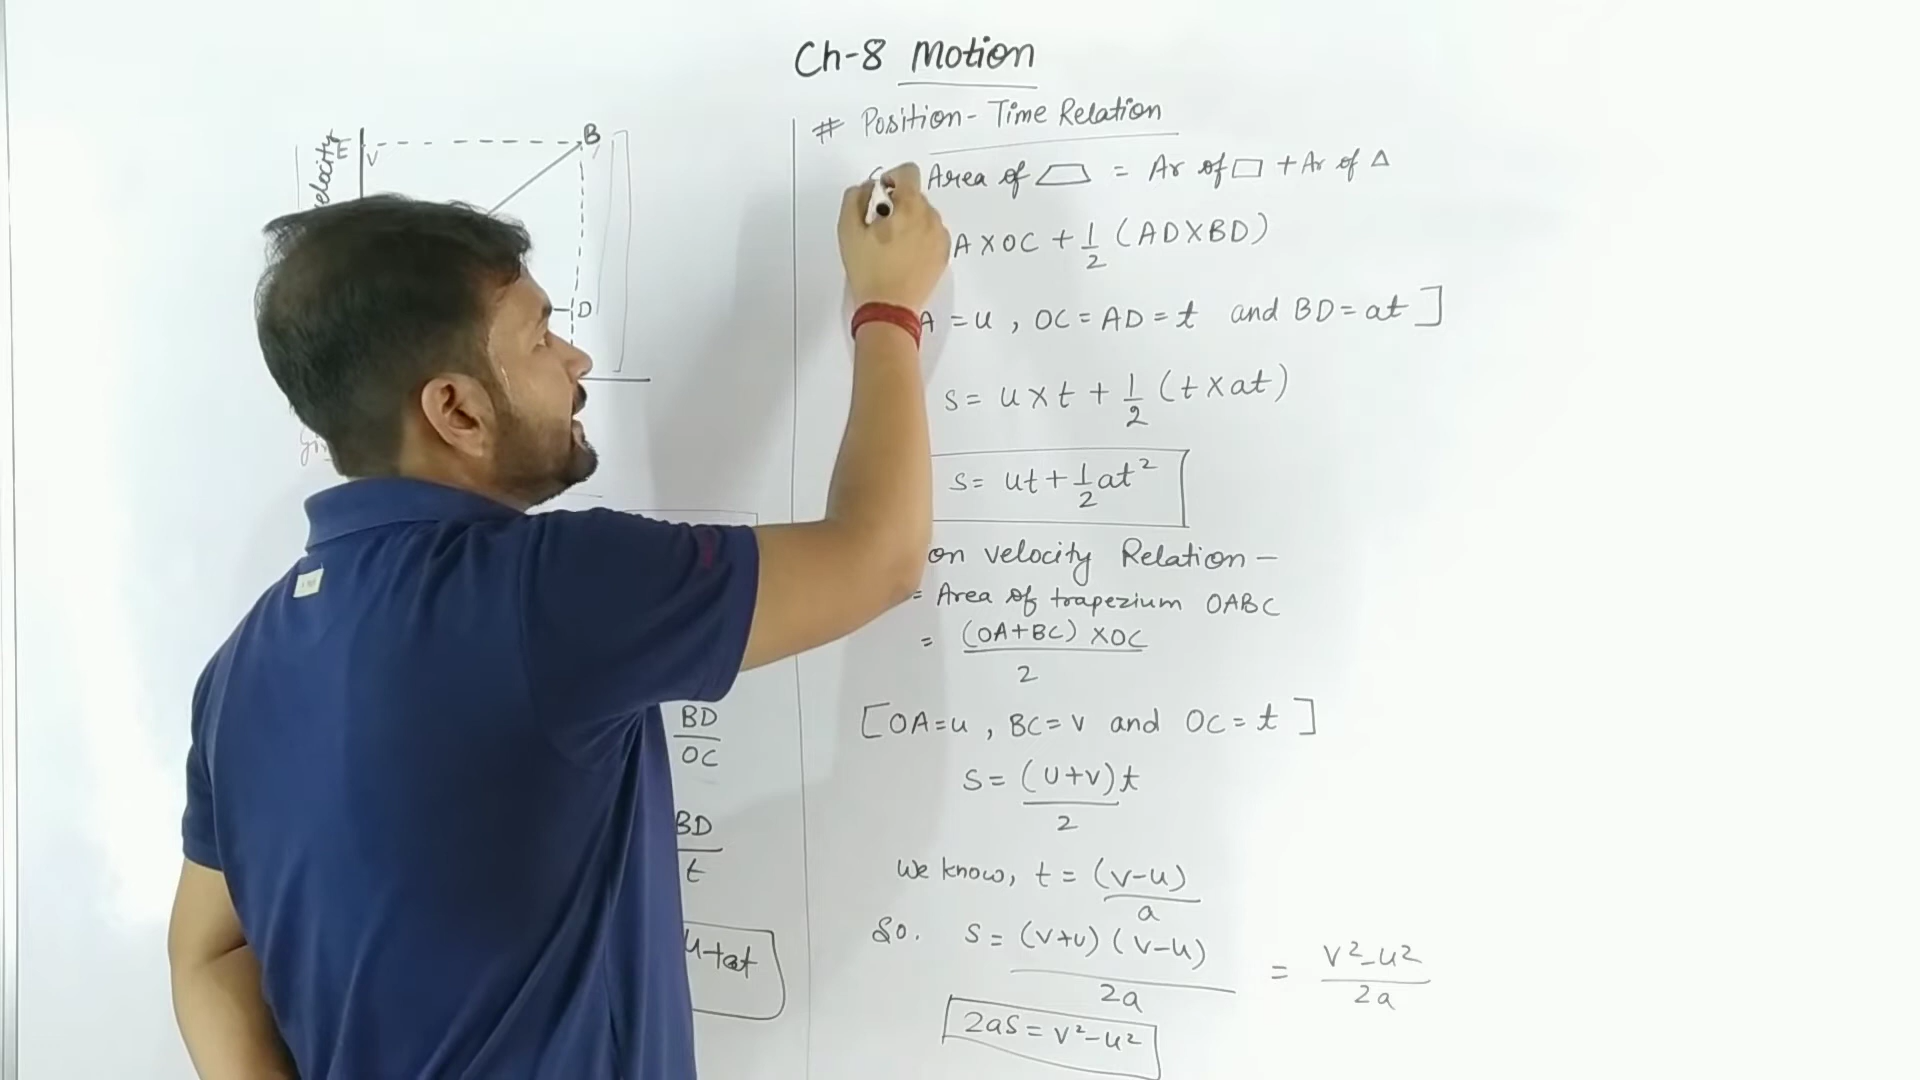 Ch-8 Motion
E V
B
D
BD
OC
BD
t
u+at
# Position-Time Relation
Area of ▱ = Ar of ▭ + Ar of Δ
A×OC + 1/2 (AD×BD)
A = u, OC = AD = t and BD = at ]
s = u×t + 1/2 (t×at)
s = ut + 1/2 at²
on velocity Relation -
= Area of trapezium OABC
= (OA+BC) ×OC
2
[OA=u, BC=v and OC=t]
s = (u+v)t
2
We know, t = (v-u)
a
So. s = (v+u)(v-u) = v²-u²
2a 2a
2as = v²-u²